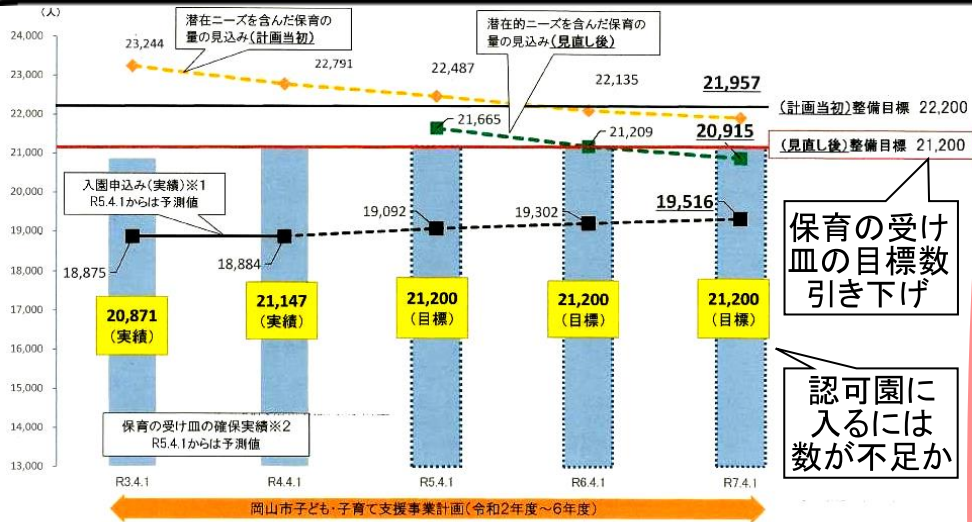 (人)
24,000
23,000
22,000
21,000
20,000
19,000
18,000
17,000
16,000
15,000
14,000
13,000
潜在ニーズを含んだ保育の
量の見込み(計画当初)
潜在的ニーズを含んだ保育の
量の見込み(見直し後)
23,244
22,791
22,487
22,135
21,957
(計画当初)整備目標 22,200
21,665
21,209
20,915
(見直し後)整備目標 21,200
入園申込み(実績)※1
R5.4.1からは予測値
18,875
18,884
19,092
19,302
19,516
保育の受け
皿の目標数
引き下げ
20,871
(実績)
21,147
(実績)
21,200
(目標)
21,200
(目標)
21,200
(目標)
認可園に
入るには
数が不足か
保育の受け皿の確保実績※2
R5.4.1からは予測値
R3.4.1
R4.4.1
R5.4.1
R6.4.1
R7.4.1
岡山市子ども・子育て支援事業計画(令和2年度～6年度)